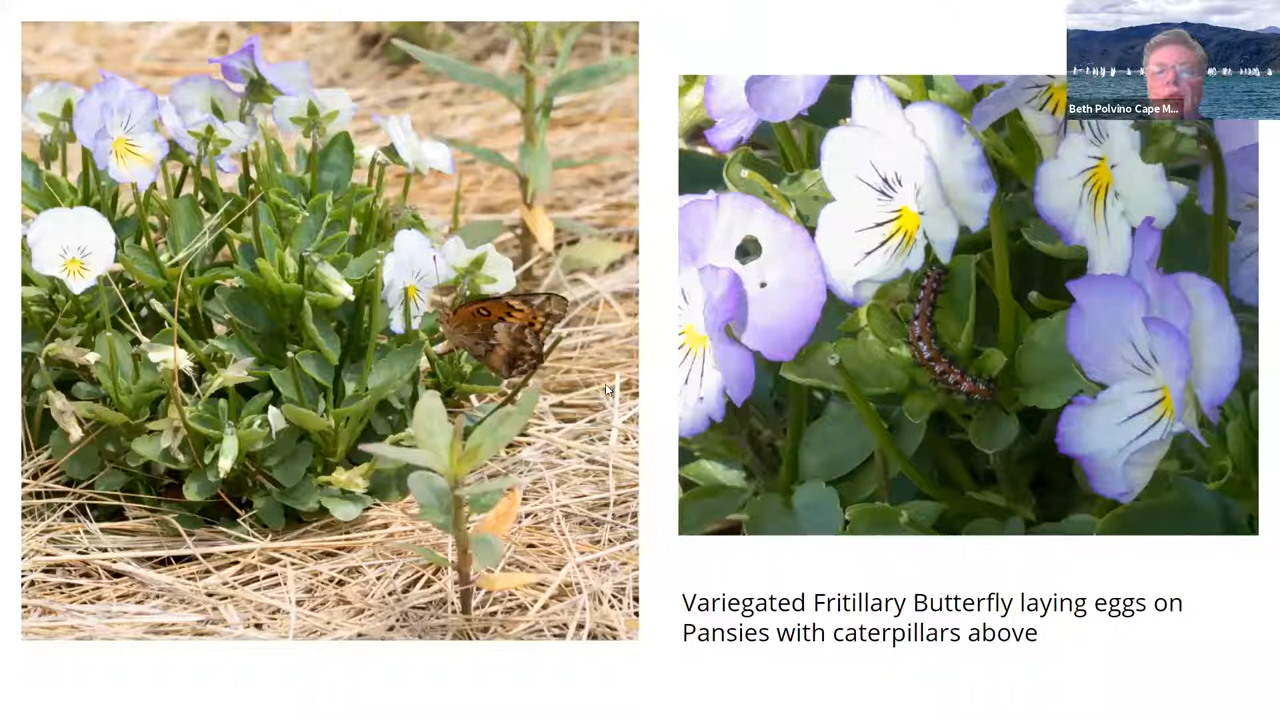 Beth Polvino Cape M...
Variegated Fritillary Butterfly laying eggs on
Pansies with caterpillars above